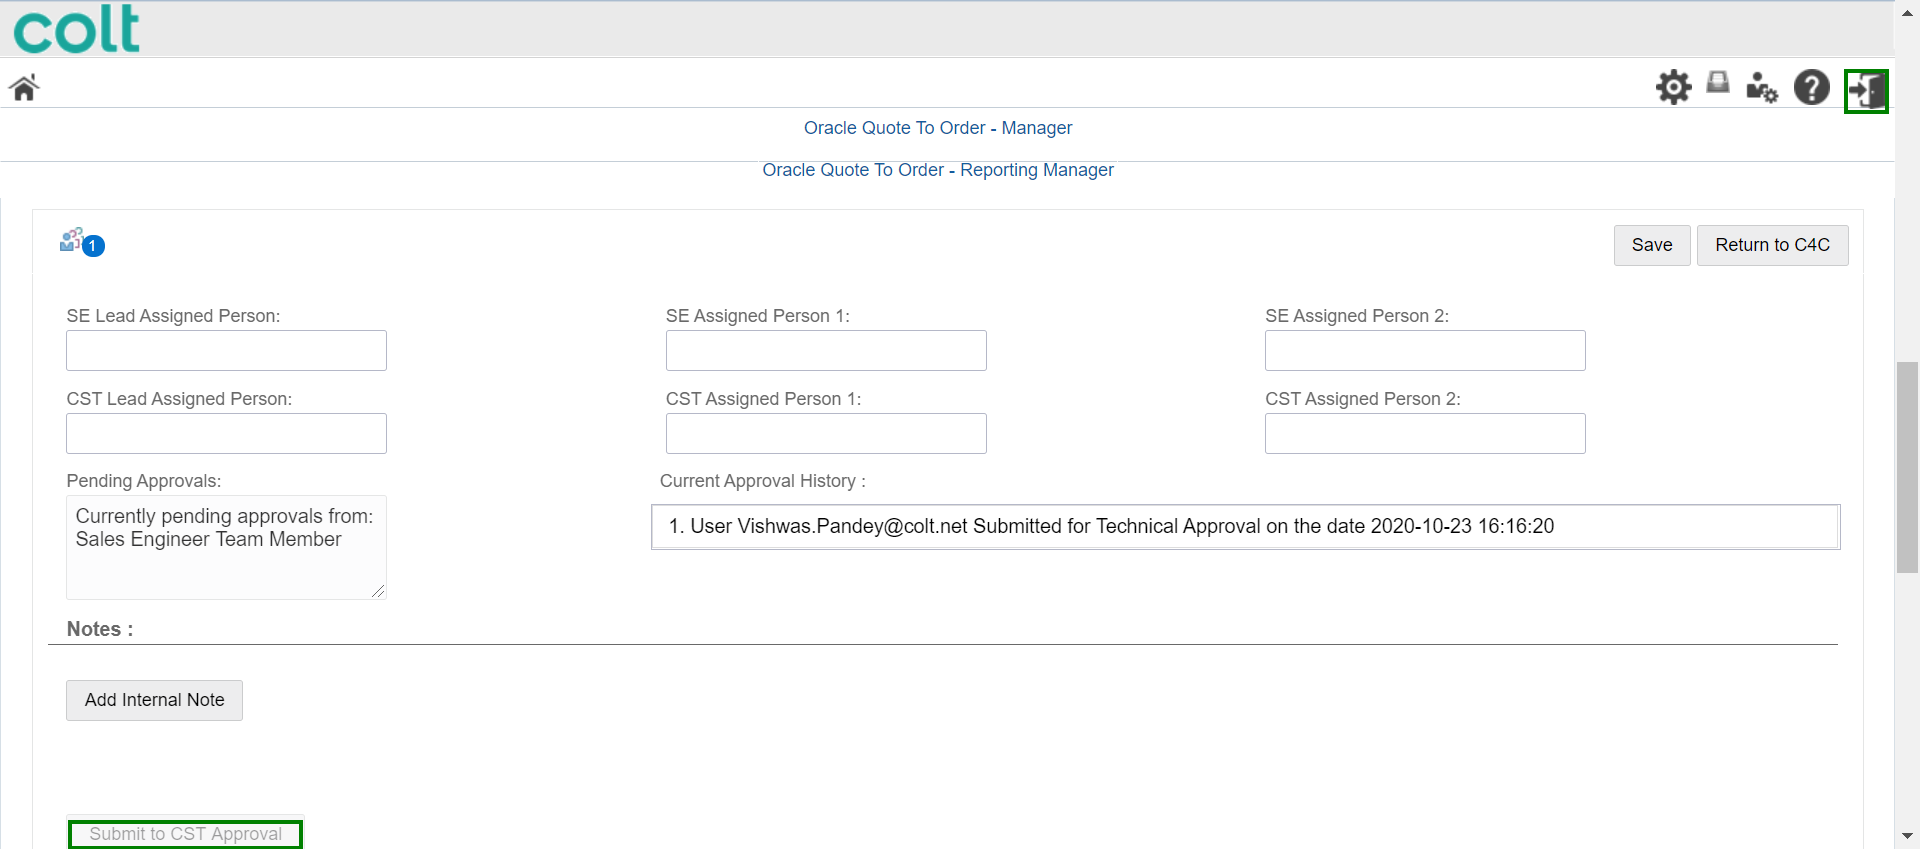 colt
Oracle Quote To Order - Manager
Oracle Quote To Order - Reporting Manager
1
Save
Return to C4C
SE Lead Assigned Person:
SE Assigned Person 1:
SE Assigned Person 2:
CST Lead Assigned Person:
CST Assigned Person 1:
CST Assigned Person 2:
Pending Approvals:
Current Approval History :
Currently pending approvals from:
Sales Engineer Team Member
1. User Vishwas.Pandey@colt.net Submitted for Technical Approval on the date 2020-10-23 16:16:20
Notes :
Add Internal Note
Submit to CST Approval